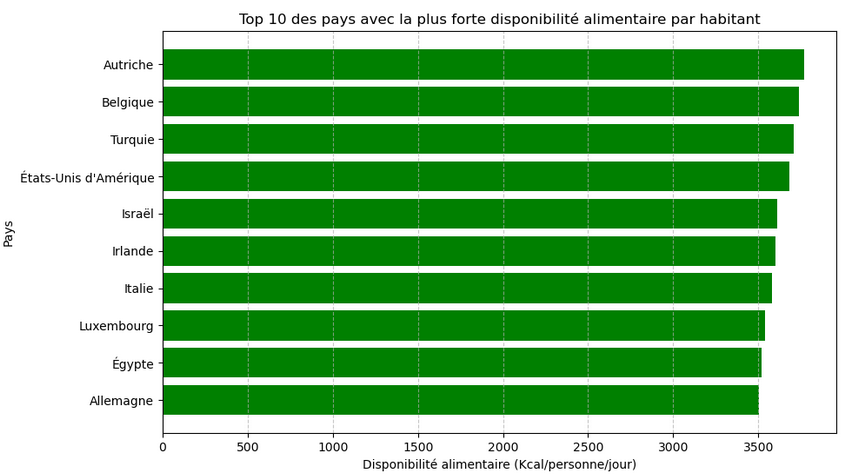 Top 10 des pays avec la plus forte disponibilité alimentaire par habitant
Autriche
Belgique
Turquie
États-Unis d'Amérique
Israël
Irlande
Italie
Luxembourg
Égypte
Allemagne
Pays
0 500 1000 1500 2000 2500 3000 3500
Disponibilité alimentaire (Kcal/personne/jour)